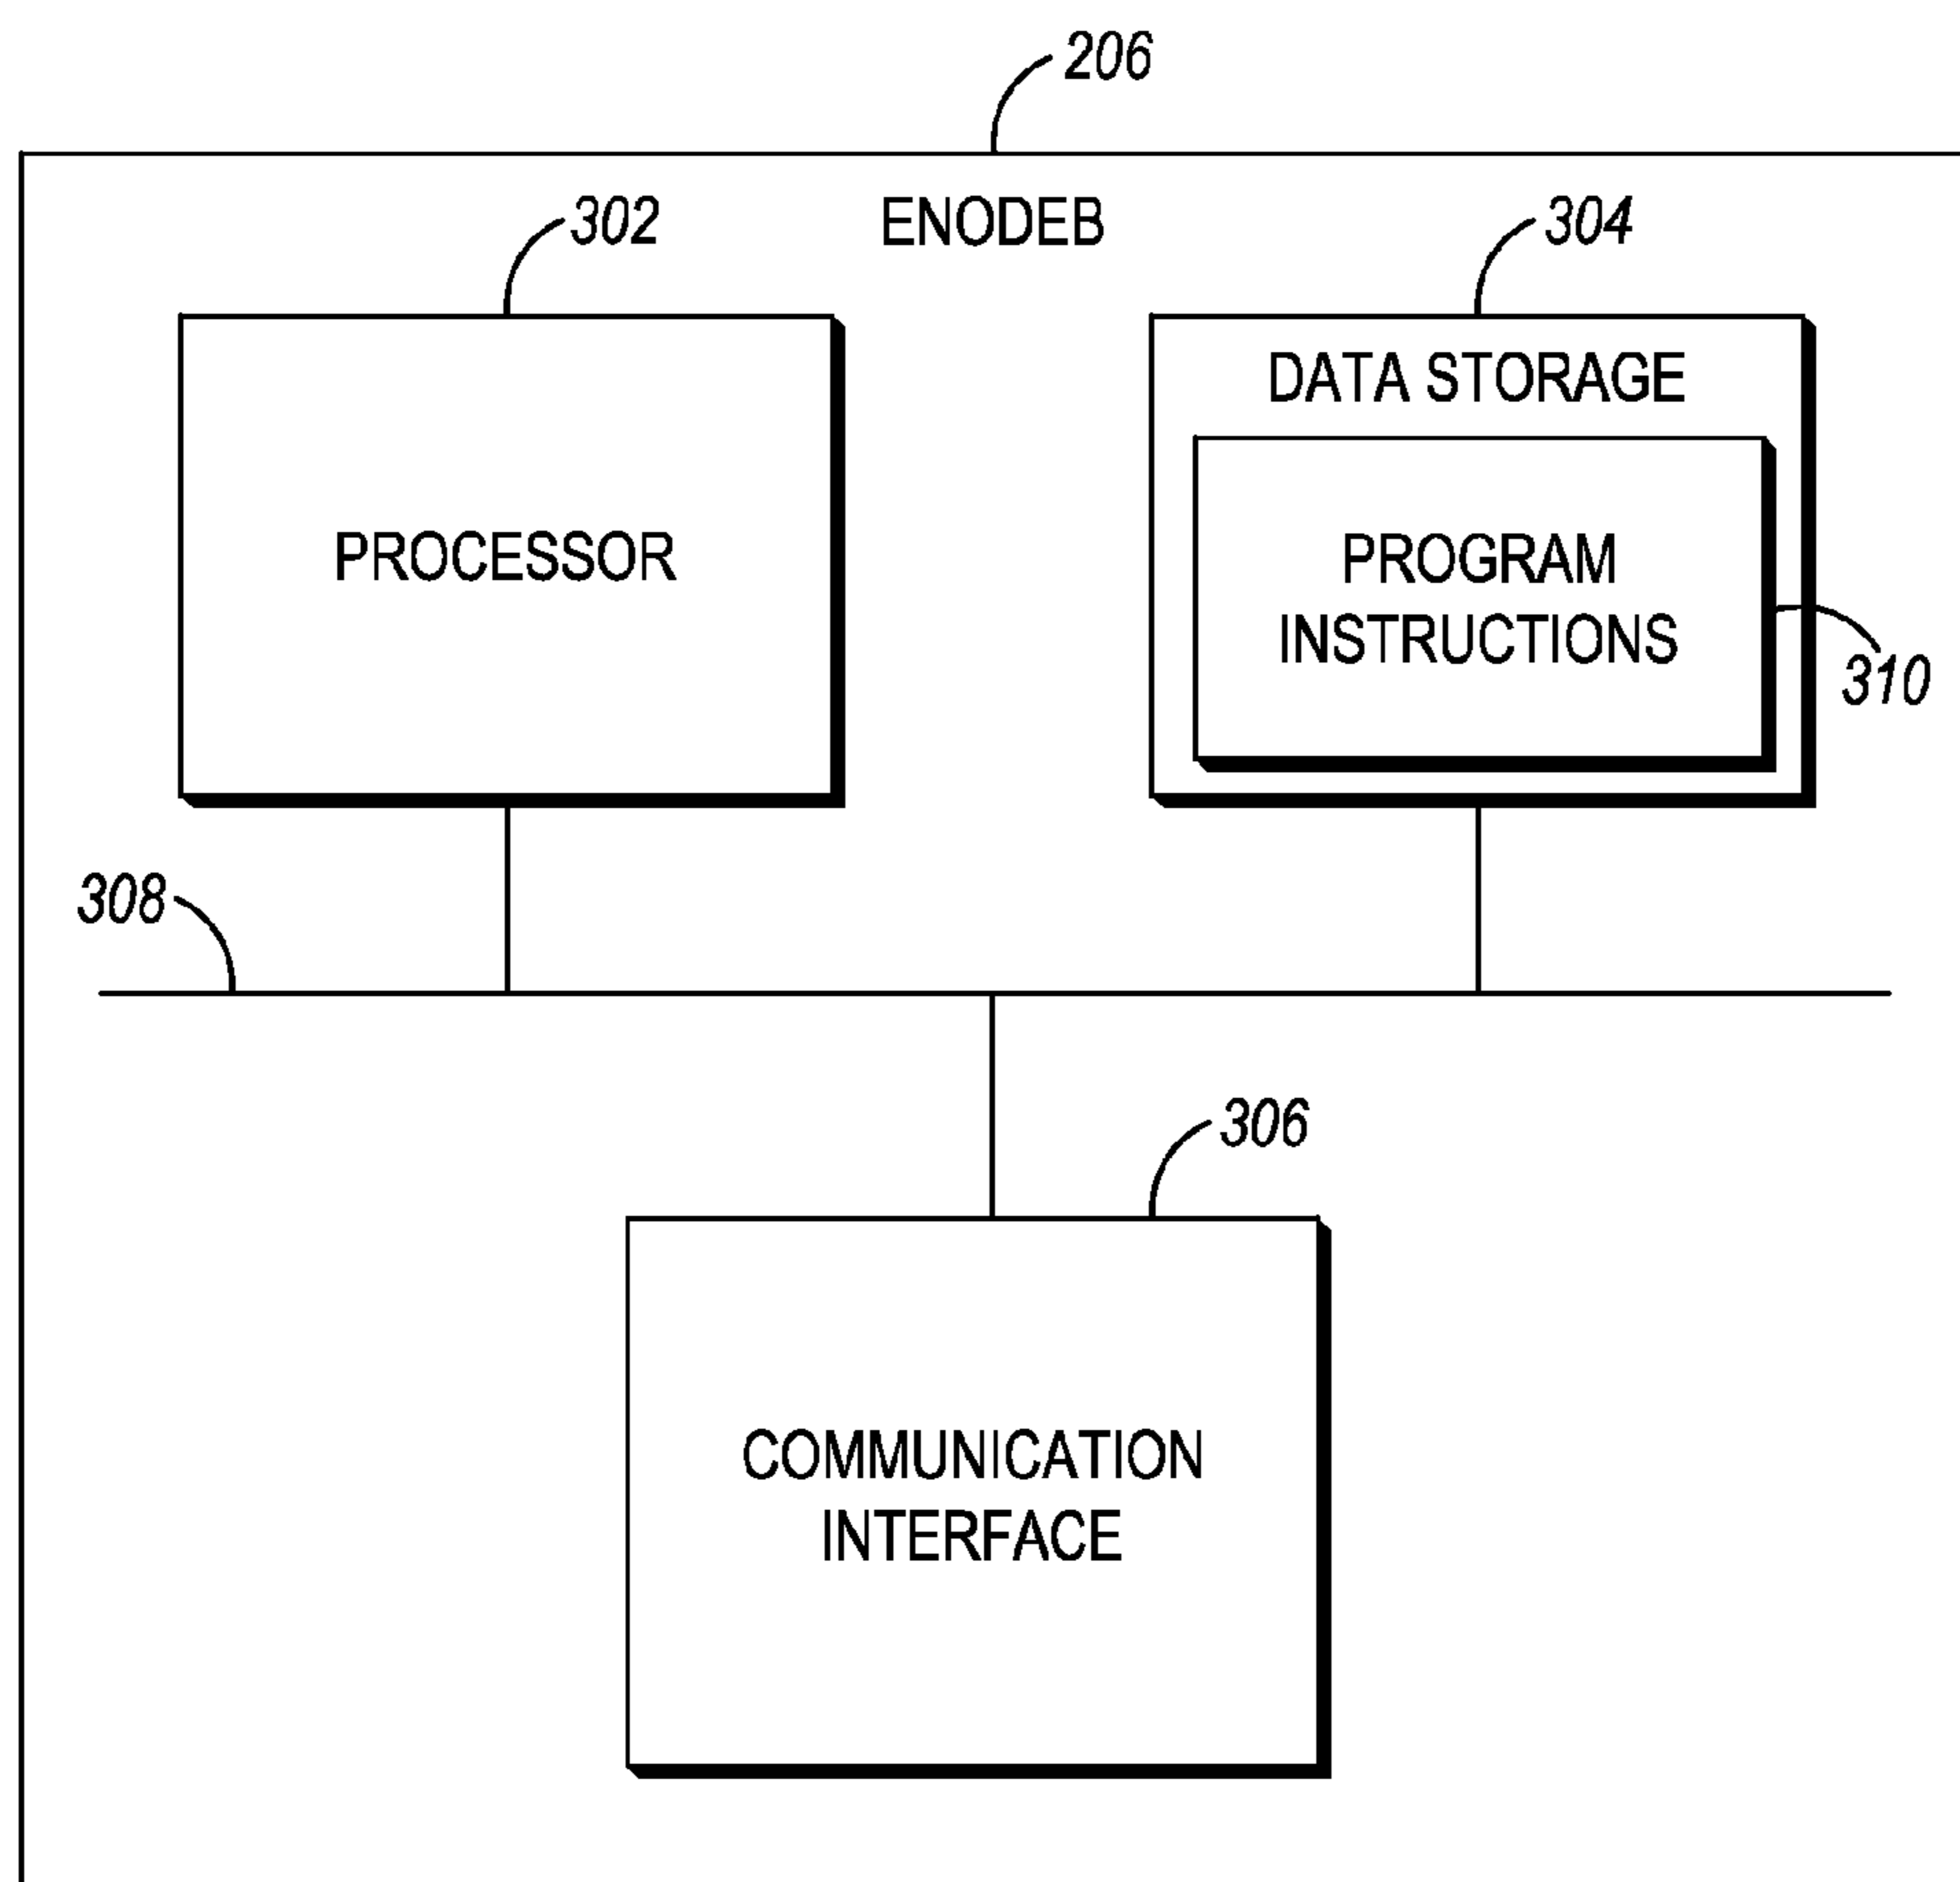 206
ENODEB
302
304
DATA STORAGE
PROCESSOR
PROGRAM
INSTRUCTIONS
310
308
306
COMMUNICATION
INTERFACE